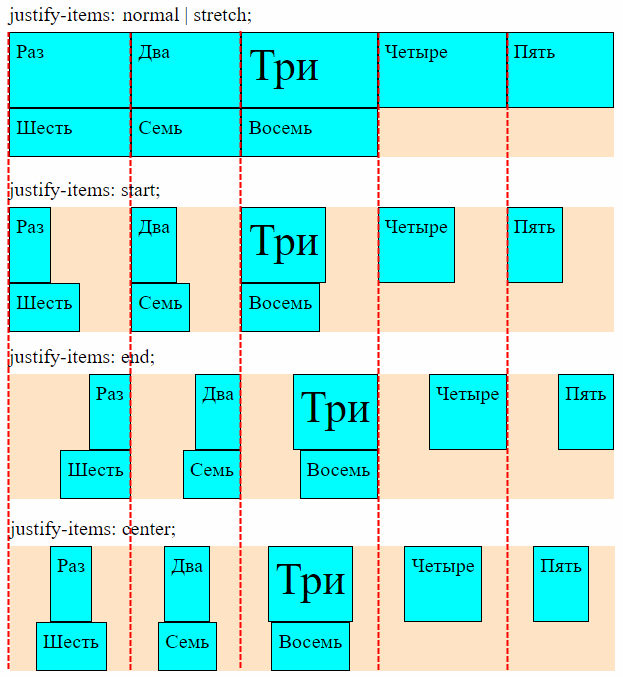 justify-items: normal | stretch;
Раз Два Три Четыре Пять
Шесть Семь Восемь
justify-items: start;
Раз Два Три Четыре Пять
Шесть Семь Восемь
justify-items: end;
Раз Два Три Четыре Пять
Шесть Семь Восемь
justify-items: center;
Раз Два Три Четыре Пять
Шесть Семь Восемь